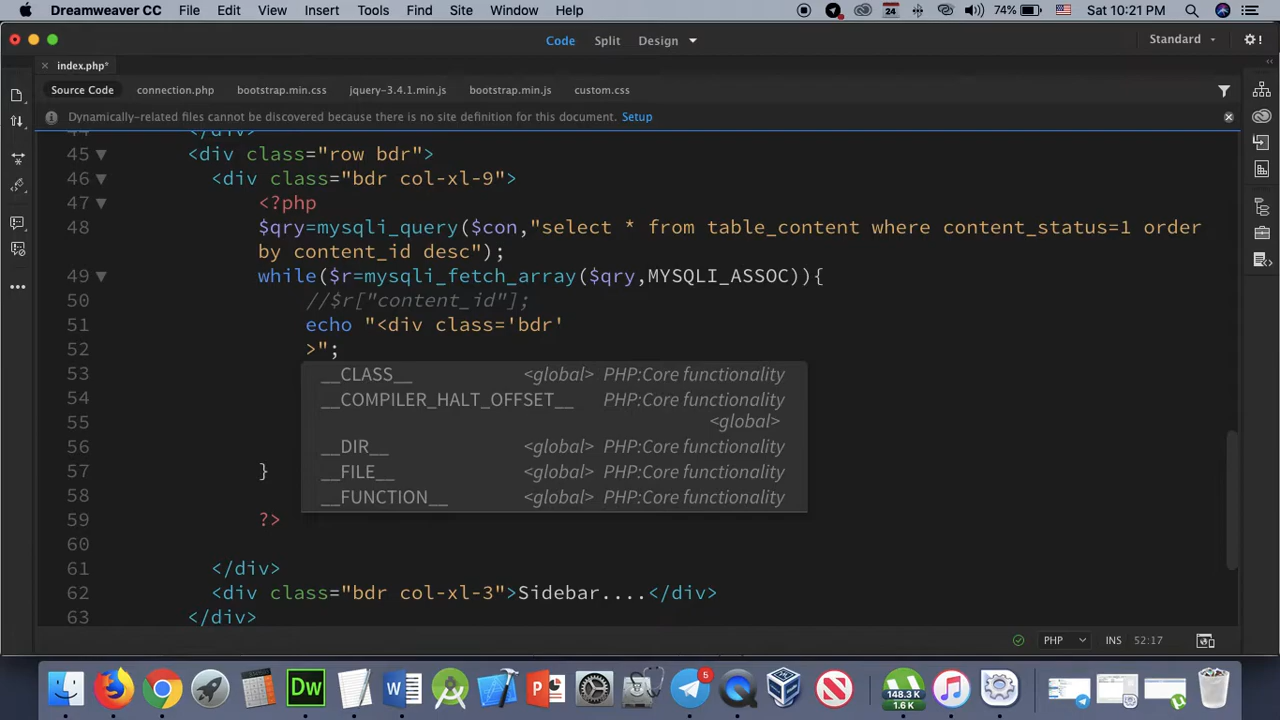 Dreamweaver CC File Edit View Insert Tools Find Site Window Help 24 74% Sat 10:21 PM
Code Split Design Standard
index.php*
Source Code connection.php bootstrap.min.css jquery-3.4.1.min.js bootstrap.min.js custom.css
Dynamically-related files cannot be discovered because there is no site definition for this document. Setup
44 </div>
45 <div class="row bdr">
46 <div class="bdr col-xl-9">
47 <?php
48 $qry=mysqli_query($con,"select * from table_content where content_status=1 order
by content_id desc");
49 while($r=mysqli_fetch_array($qry,MYSQLI_ASSOC)){
50 //$r["content_id"];
51 echo "<div class='bdr'
52 >";
53 __CLASS__ <global> PHP:Core functionality
54 __COMPILER_HALT_OFFSET__ PHP:Core functionality
55 <global>
56 __DIR__ <global> PHP:Core functionality
57 } __FILE__ <global> PHP:Core functionality
58 __FUNCTION__ <global> PHP:Core functionality
59 ?>
60
61 </div>
62 <div class="bdr col-xl-3">Sidebar....</div>
63 </div>
PHP INS 52:17
Dw W P 5 148.3 K
1.6 K